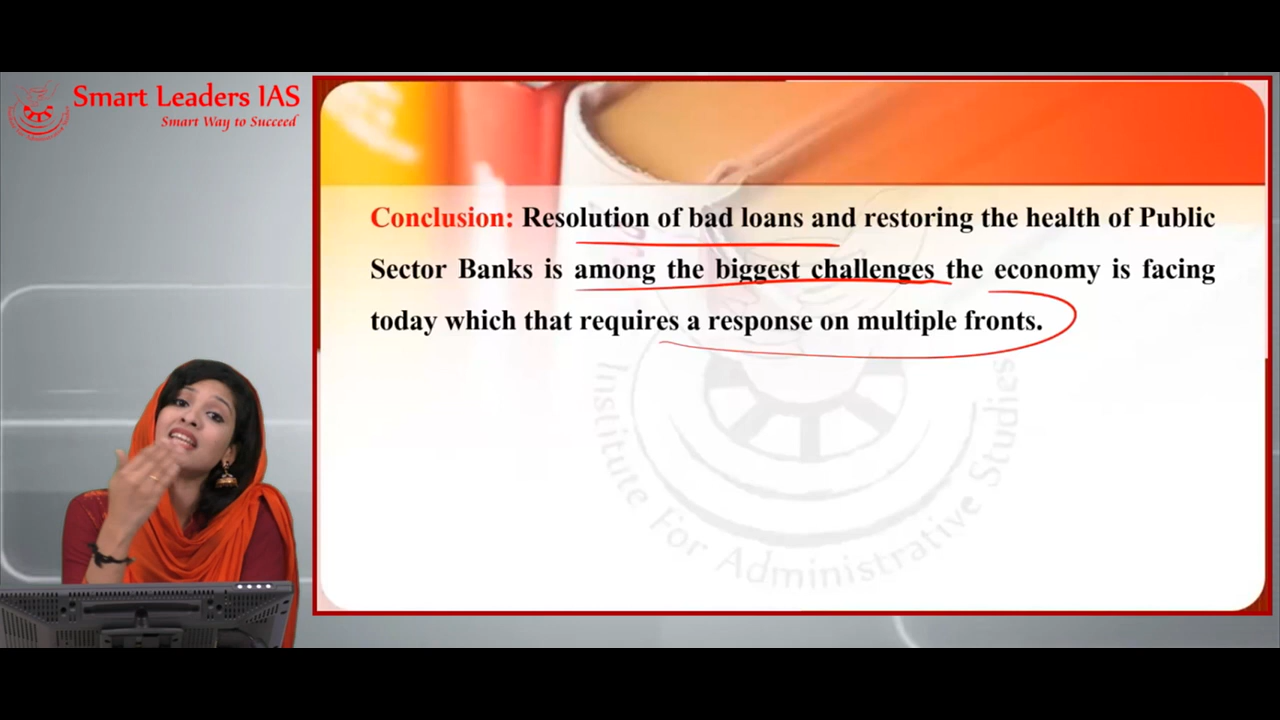 Smart Leaders IAS
Smart Way to Succeed
Conclusion: Resolution of bad loans and restoring the health of Public
Sector Banks is among the biggest challenges the economy is facing
today which that requires a response on multiple fronts.
Institute For Administrative Studies